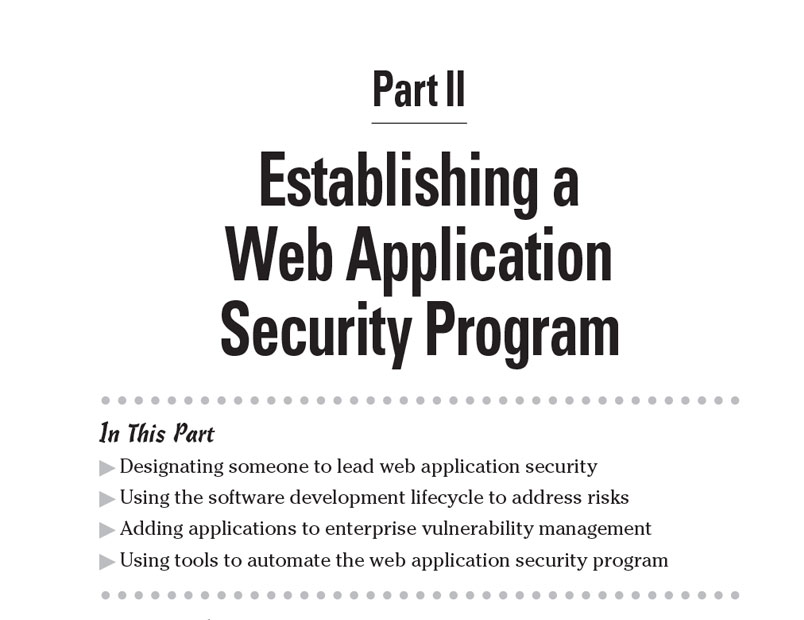 Part II
Establishing a
Web Application
Security Program
In This Part
Designating someone to lead web application security
Using the software development lifecycle to address risks
Adding applications to enterprise vulnerability management
Using tools to automate the web application security program